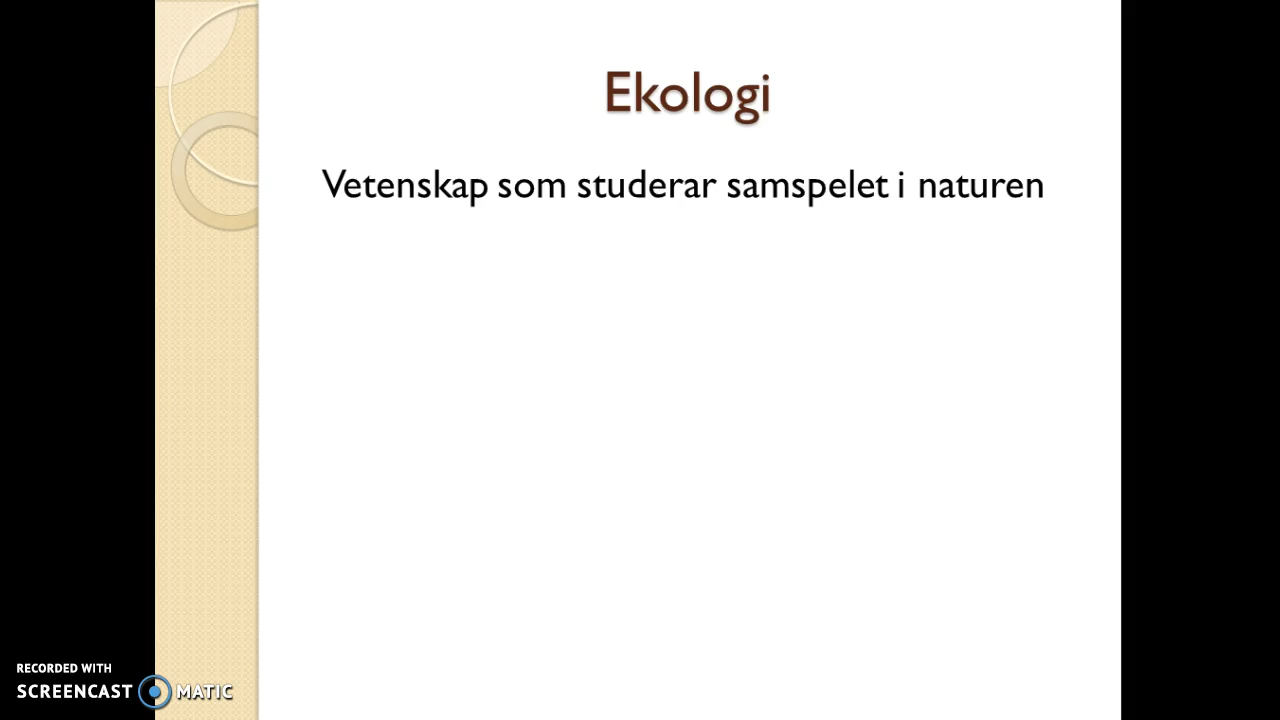 Ekologi
Vetenskap som studerar samspelet i naturen
RECORDED WITH
SCREENCAST MATIC